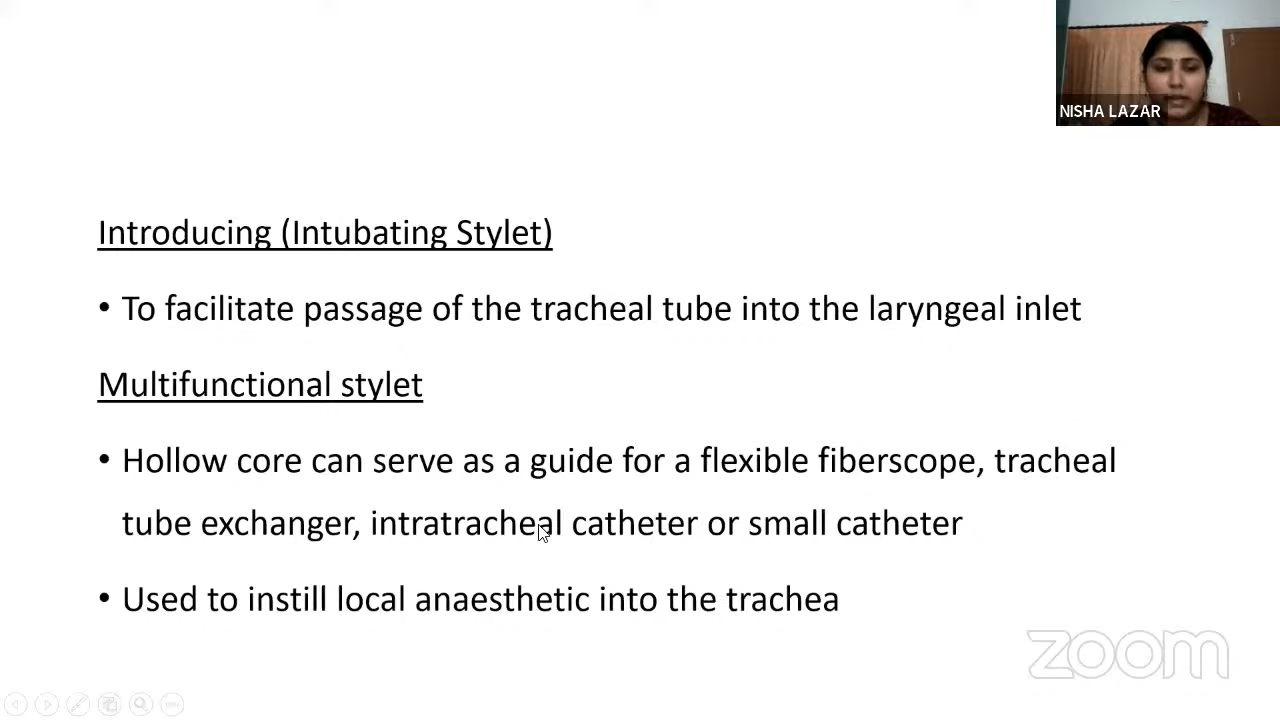 NISHA LAZAR
Introducing (Intubating Stylet)
• To facilitate passage of the tracheal tube into the laryngeal inlet
Multifunctional stylet
• Hollow core can serve as a guide for a flexible fiberscope, tracheal
tube exchanger, intratracheal catheter or small catheter
• Used to instill local anaesthetic into the trachea
zoom